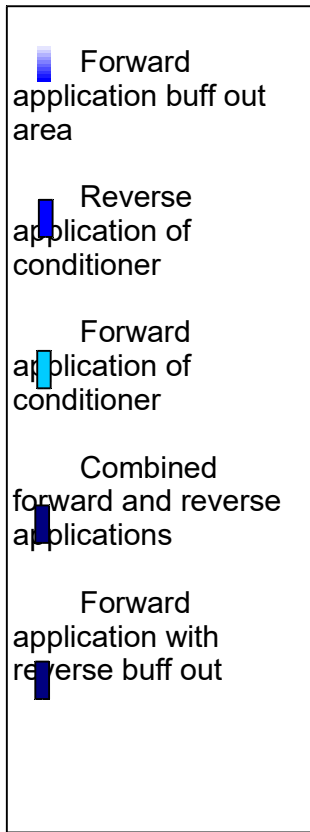 Forward
application buff out
area
Reverse
application of
conditioner
Forward
application of
conditioner
Combined
forward and reverse
applications
Forward
application with
reverse buff out